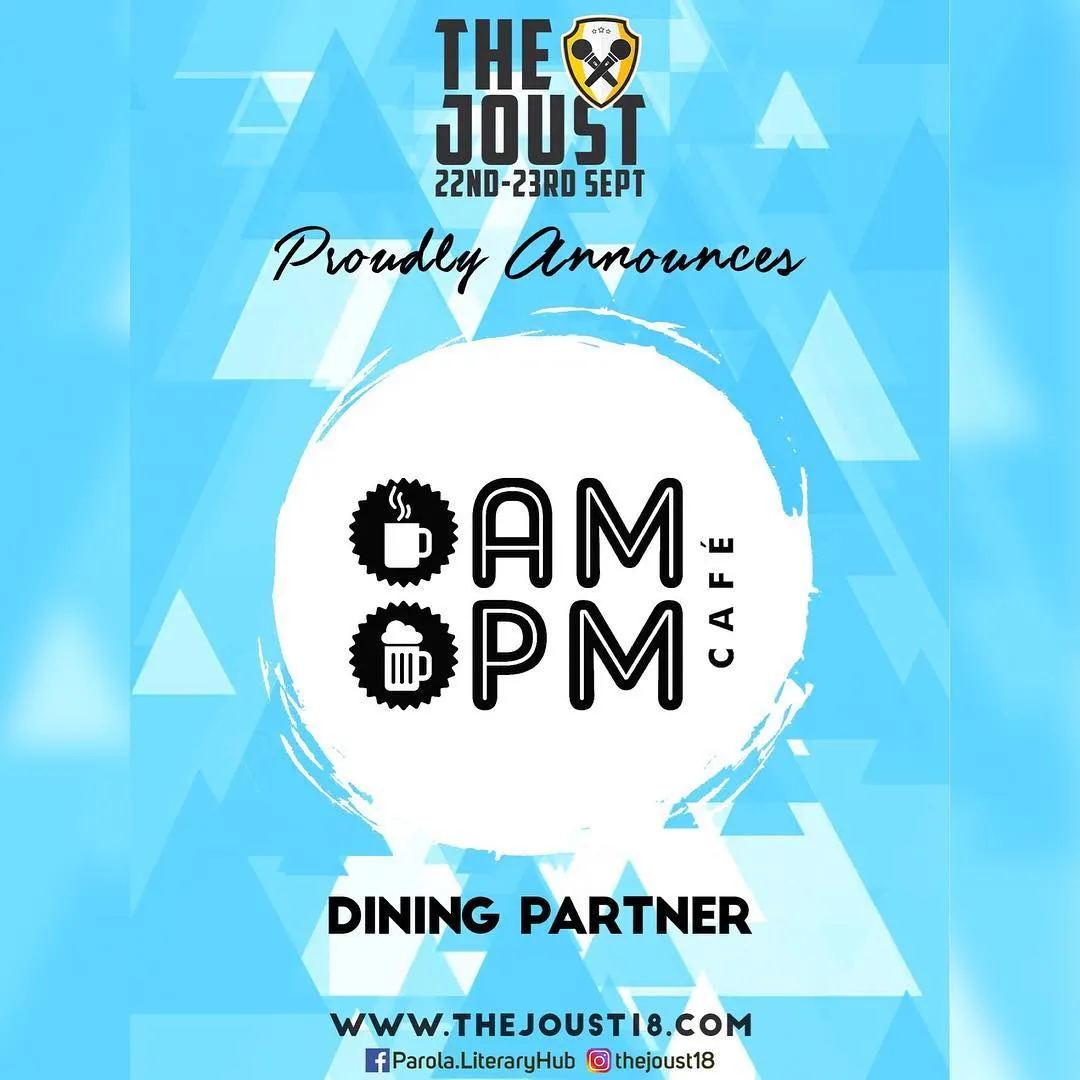 THE
JOUST
22ND-23RD SEPT
Proudly Announces
AM
PM
CAFÉ
DINING PARTNER
WWW.THEJOUST18.COM
Parola.LiteraryHub thejoust18